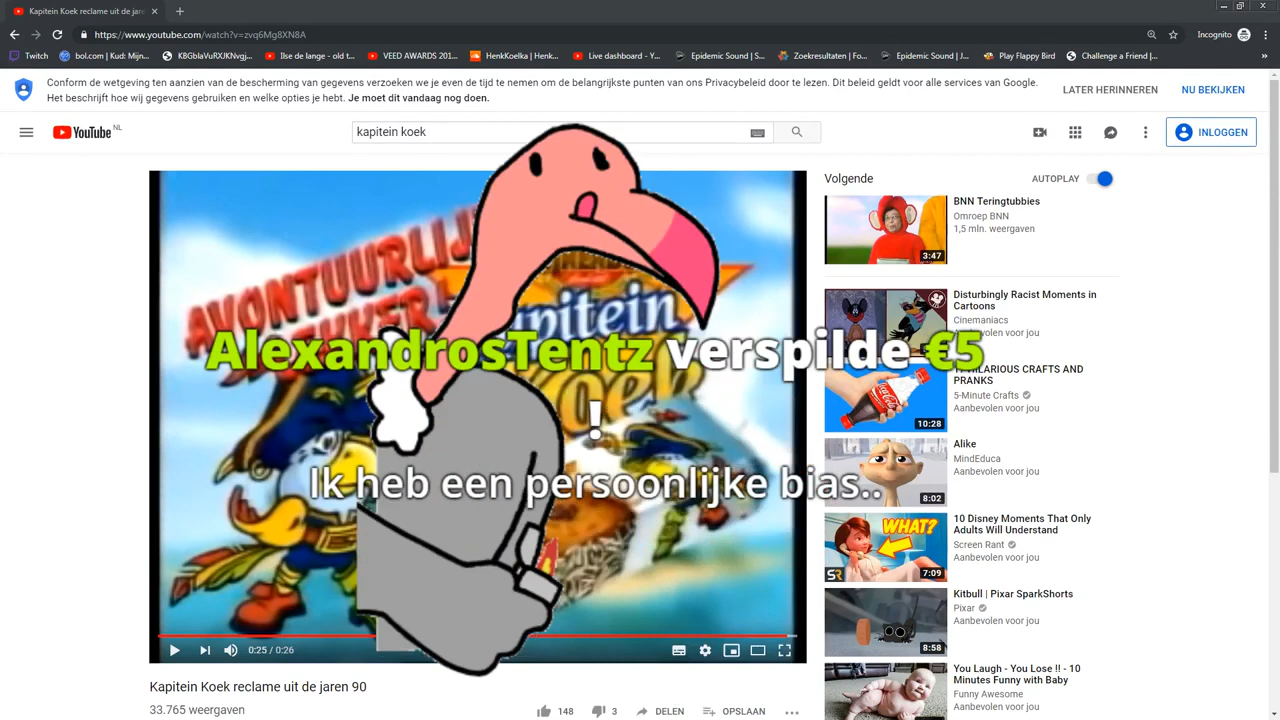 Kapitein Koek reclame uit de jare
https://www.youtube.com/watch?v=zvq6Mg8XN8A
Incognito
Twitch
bol.com | Kud: Mijn...
KBGbIaVuRXJKNvgj...
Ilse de lange - old t...
VEED AWARDS 201...
HenkKoelka | Henk...
Live dashboard - Y...
Epidemic Sound | S...
Zoekresultaten | Fo...
Epidemic Sound | J...
Play Flappy Bird
Challenge a Friend |...
Conform de wetgeving ten aanzien van de bescherming van gegevens verzoeken we je even de tijd te nemen om de belangrijkste punten van ons Privacybeleid door te lezen. Dit beleid geldt voor alle services van Google.
Het beschrijft hoe wij gegevens gebruiken en welke opties je hebt. Je moet dit vandaag nog doen.
LATER HERINNEREN
NU BEKIJKEN
YouTube NL
kapitein koek
INLOGGEN
AVONTUURLIJK
LEKKER
Kapitein
Koek
AlexandrosTentz verspilde €5
!
Ik heb een persoonlijke bias..
0:25 / 0:26
Kapitein Koek reclame uit de jaren 90
33.765 weergaven
148
3
DELEN
OPSLAAN
Volgende
AUTOPLAY
BNN Teringtubbies
Omroep BNN
1,5 mln. weergaven
3:47
Disturbingly Racist Moments in
Cartoons
Cinemaniacs
Aanbevolen voor jou
HILARIOUS CRAFTS AND
PRANKS
5-Minute Crafts
Aanbevolen voor jou
Coca-Cola
10:28
Alike
MindEduca
Aanbevolen voor jou
8:02
10 Disney Moments That Only
Adults Will Understand
Screen Rant
Aanbevolen voor jou
WHAT?
SR
7:09
Kitbull | Pixar SparkShorts
Pixar
Aanbevolen voor jou
8:58
You Laugh - You Lose !! - 10
Minutes Funny with Baby
Funny Awesome
Aanbevolen voor jou